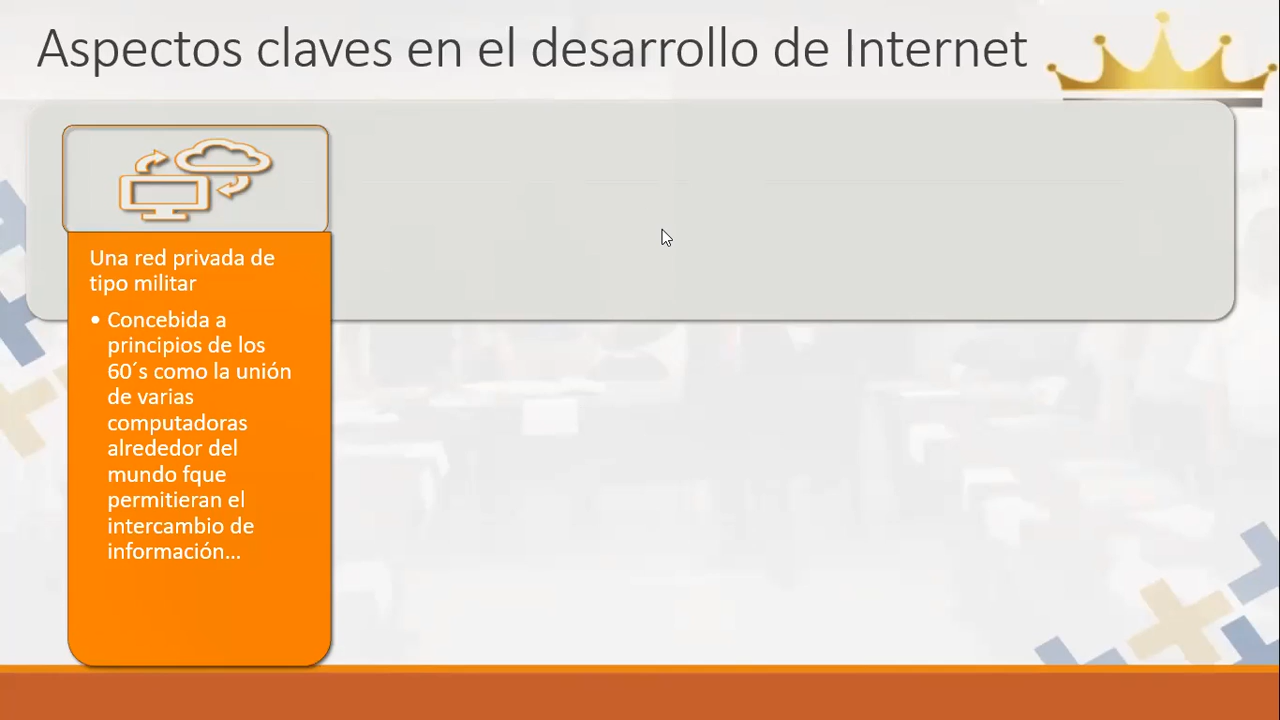 Aspectos claves en el desarrollo de Internet
Una red privada de
tipo militar
• Concebida a
principios de los
60´s como la unión
de varias
computadoras
alrededor del
mundo fque
permitieran el
intercambio de
información...